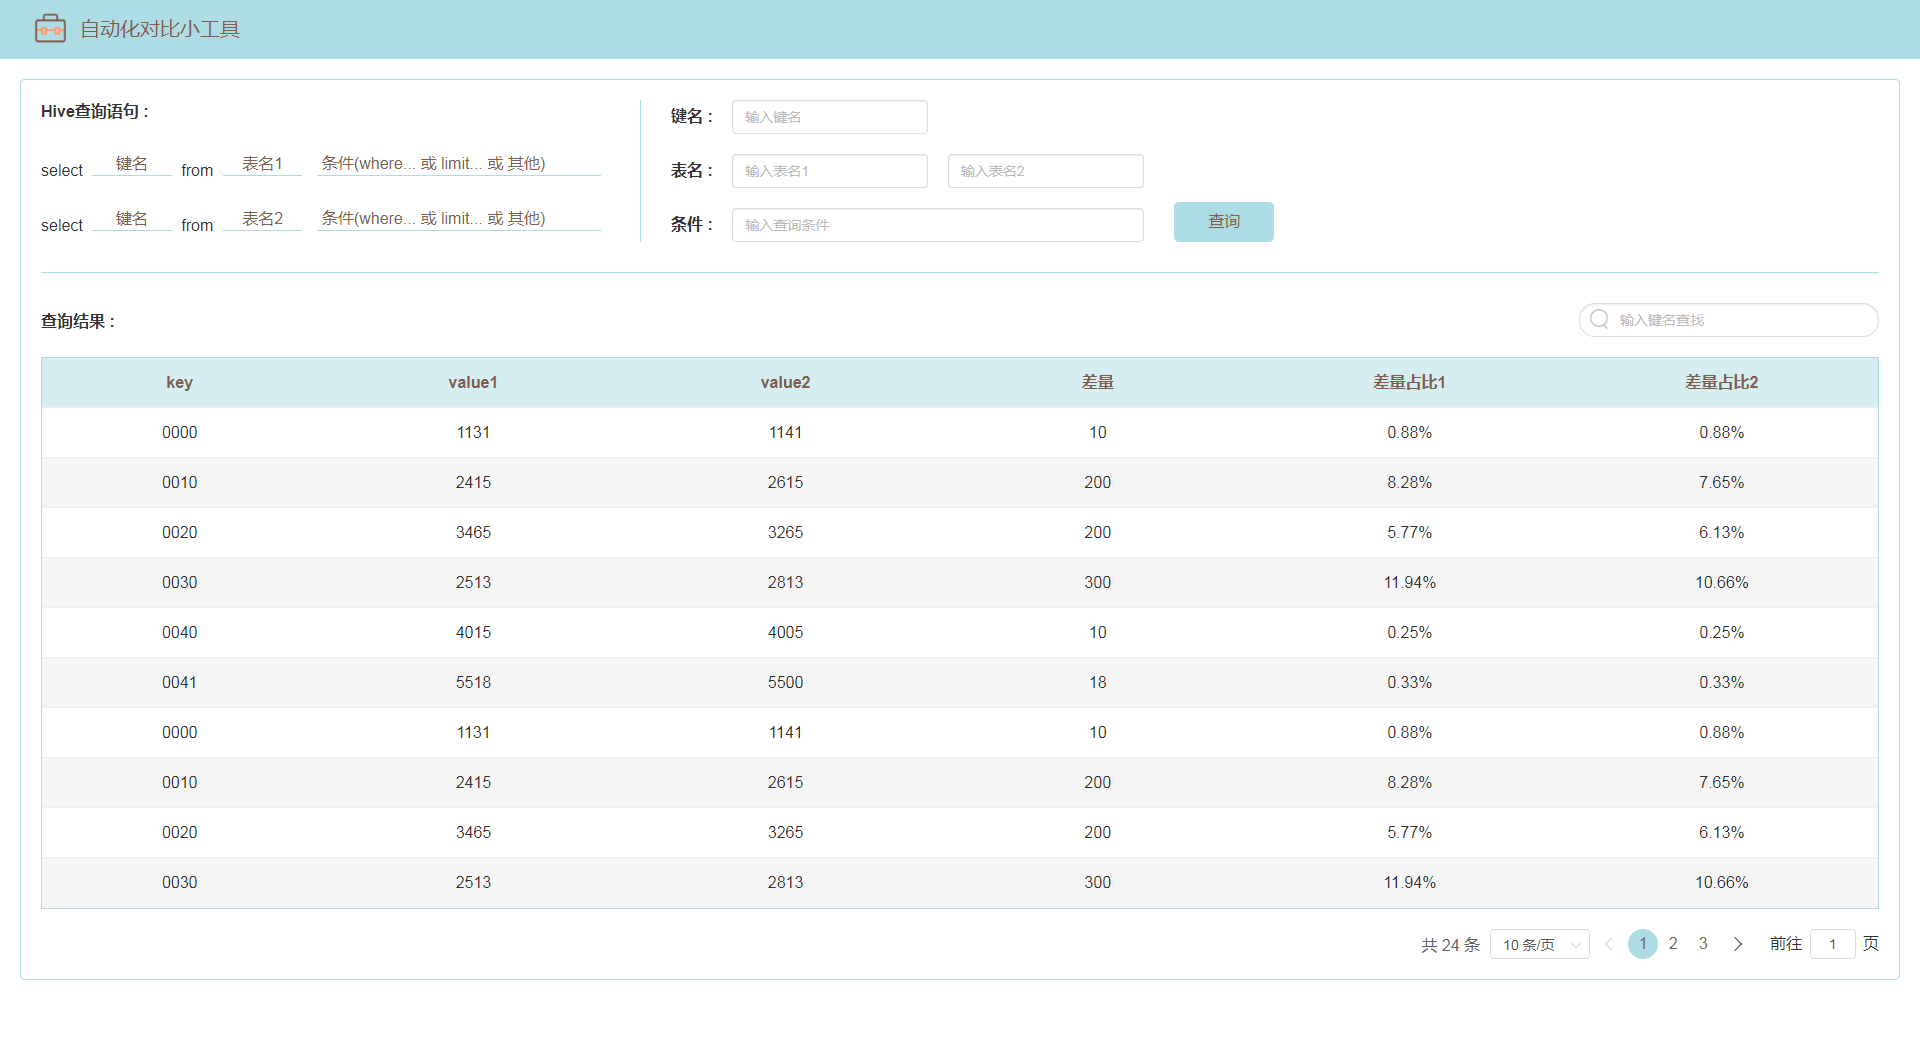 自动化对比小工具
Hive查询语句：
select 键名 from 表名1 条件(where... 或 limit... 或 其他)
select 键名 from 表名2 条件(where... 或 limit... 或 其他)
键名： 输入键名
表名： 输入表名1 输入表名2
条件： 输入查询条件 查询
查询结果： 输入键名查找
key value1 value2 差量 差量占比1 差量占比2
0000 1131 1141 10 0.88% 0.88%
0010 2415 2615 200 8.28% 7.65%
0020 3465 3265 200 5.77% 6.13%
0030 2513 2813 300 11.94% 10.66%
0040 4015 4005 10 0.25% 0.25%
0041 5518 5500 18 0.33% 0.33%
0000 1131 1141 10 0.88% 0.88%
0010 2415 2615 200 8.28% 7.65%
0020 3465 3265 200 5.77% 6.13%
0030 2513 2813 300 11.94% 10.66%
共 24 条 10 条/页 1 2 3 前往 1 页